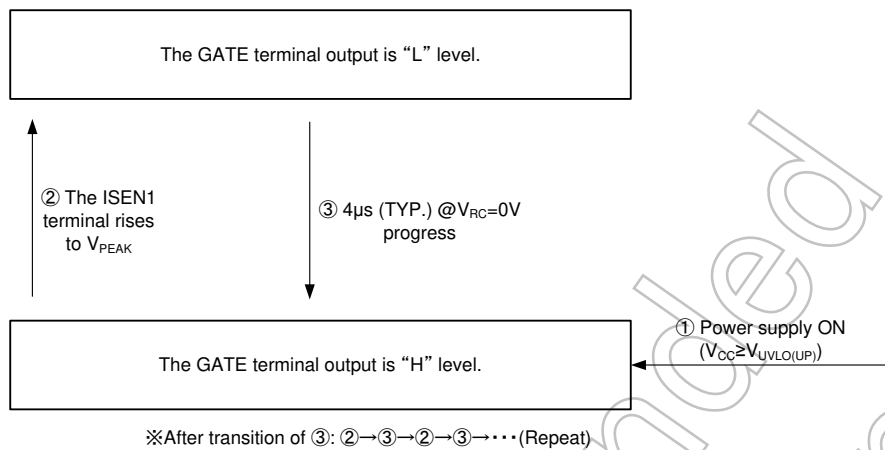 The GATE terminal output is “L” level.
② The ISEN1
terminal rises
to VPEAK
③ 4µs (TYP.) @VRC=0V
progress
① Power supply ON
(VCC≥VUVLO(UP))
The GATE terminal output is “H” level.
※After transition of ③: ②→③→②→③→･･･(Repeat)
nded